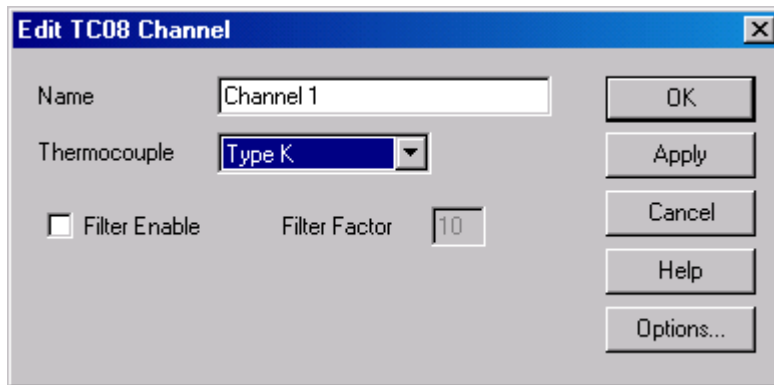 Edit TC08 Channel
Name Channel 1 OK
Thermocouple Type K Apply
Filter Enable Filter Factor 10 Cancel
Help
Options...